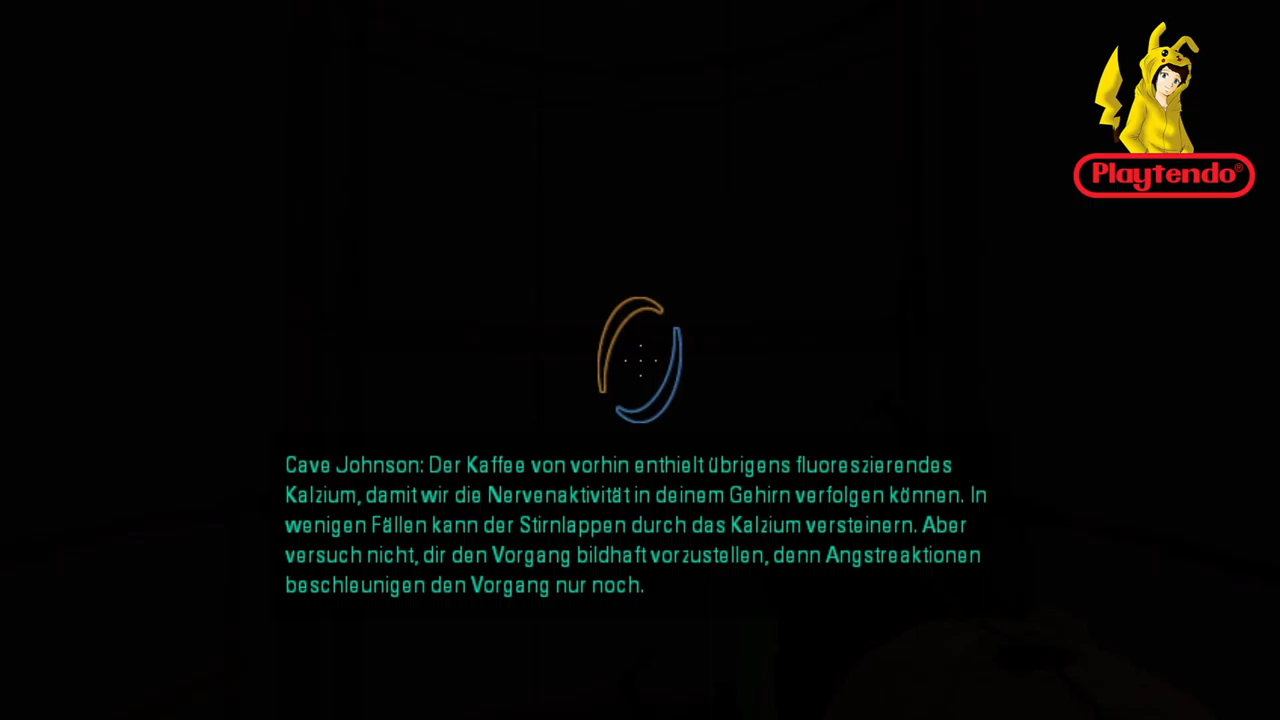 Playtendo®
Cave Johnson: Der Kaffee von vorhin enthielt übrigens fluoreszierendes
Kalzium, damit wir die Nervenaktivität in deinem Gehirn verfolgen können. In
wenigen Fällen kann der Stirnlappen durch das Kalzium versteinern. Aber
versuch nicht, dir den Vorgang bildhaft vorzustellen, denn Angstreaktionen
beschleunigen den Vorgang nur noch.